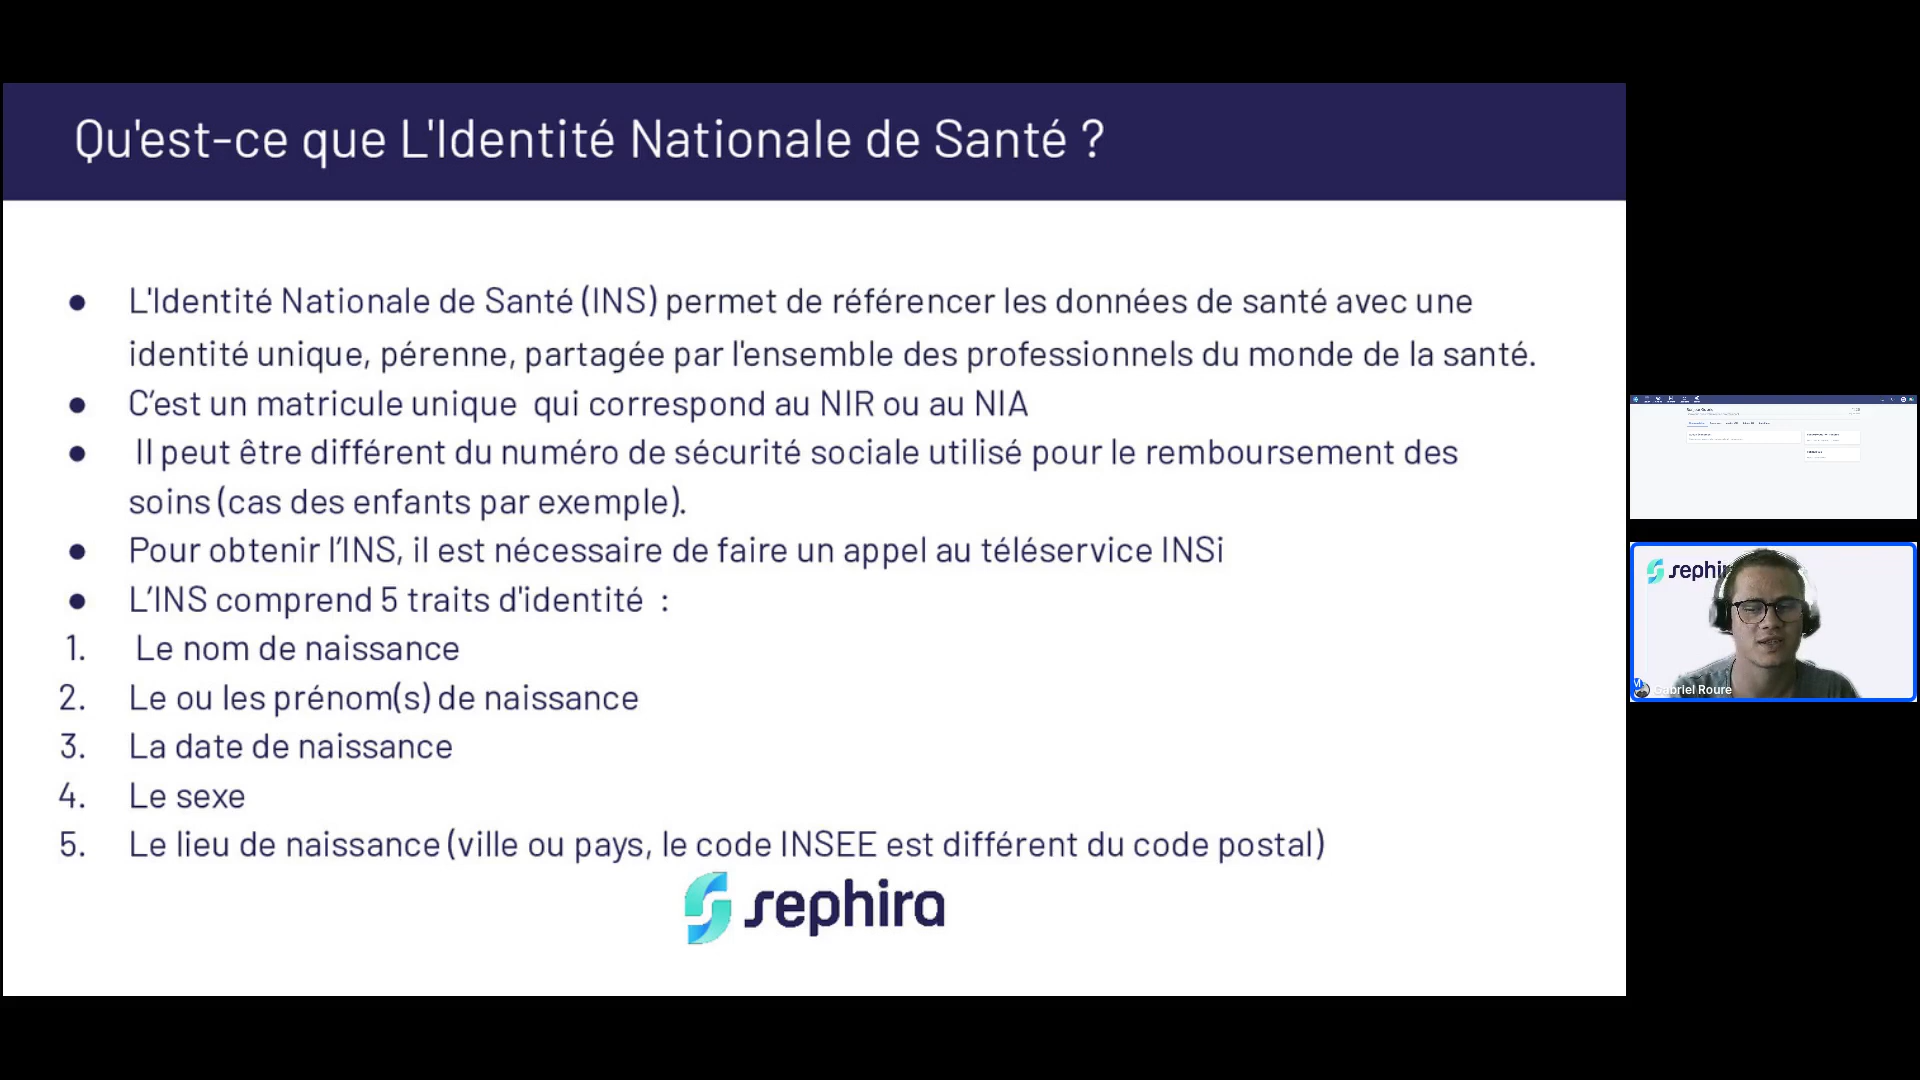 Qu'est-ce que L'Identité Nationale de Santé ?
● L'Identité Nationale de Santé (INS) permet de référencer les données de santé avec une
identité unique, pérenne, partagée par l'ensemble des professionnels du monde de la santé.
● C’est un matricule unique qui correspond au NIR ou au NIA
● Il peut être différent du numéro de sécurité sociale utilisé pour le remboursement des
soins (cas des enfants par exemple).
● Pour obtenir l’INS, il est nécessaire de faire un appel au téléservice INSi
● L’INS comprend 5 traits d'identité :
1. Le nom de naissance
2. Le ou les prénom(s) de naissance
3. La date de naissance
4. Le sexe
5. Le lieu de naissance (ville ou pays, le code INSEE est différent du code postal)
sephira
Gabriel Roure